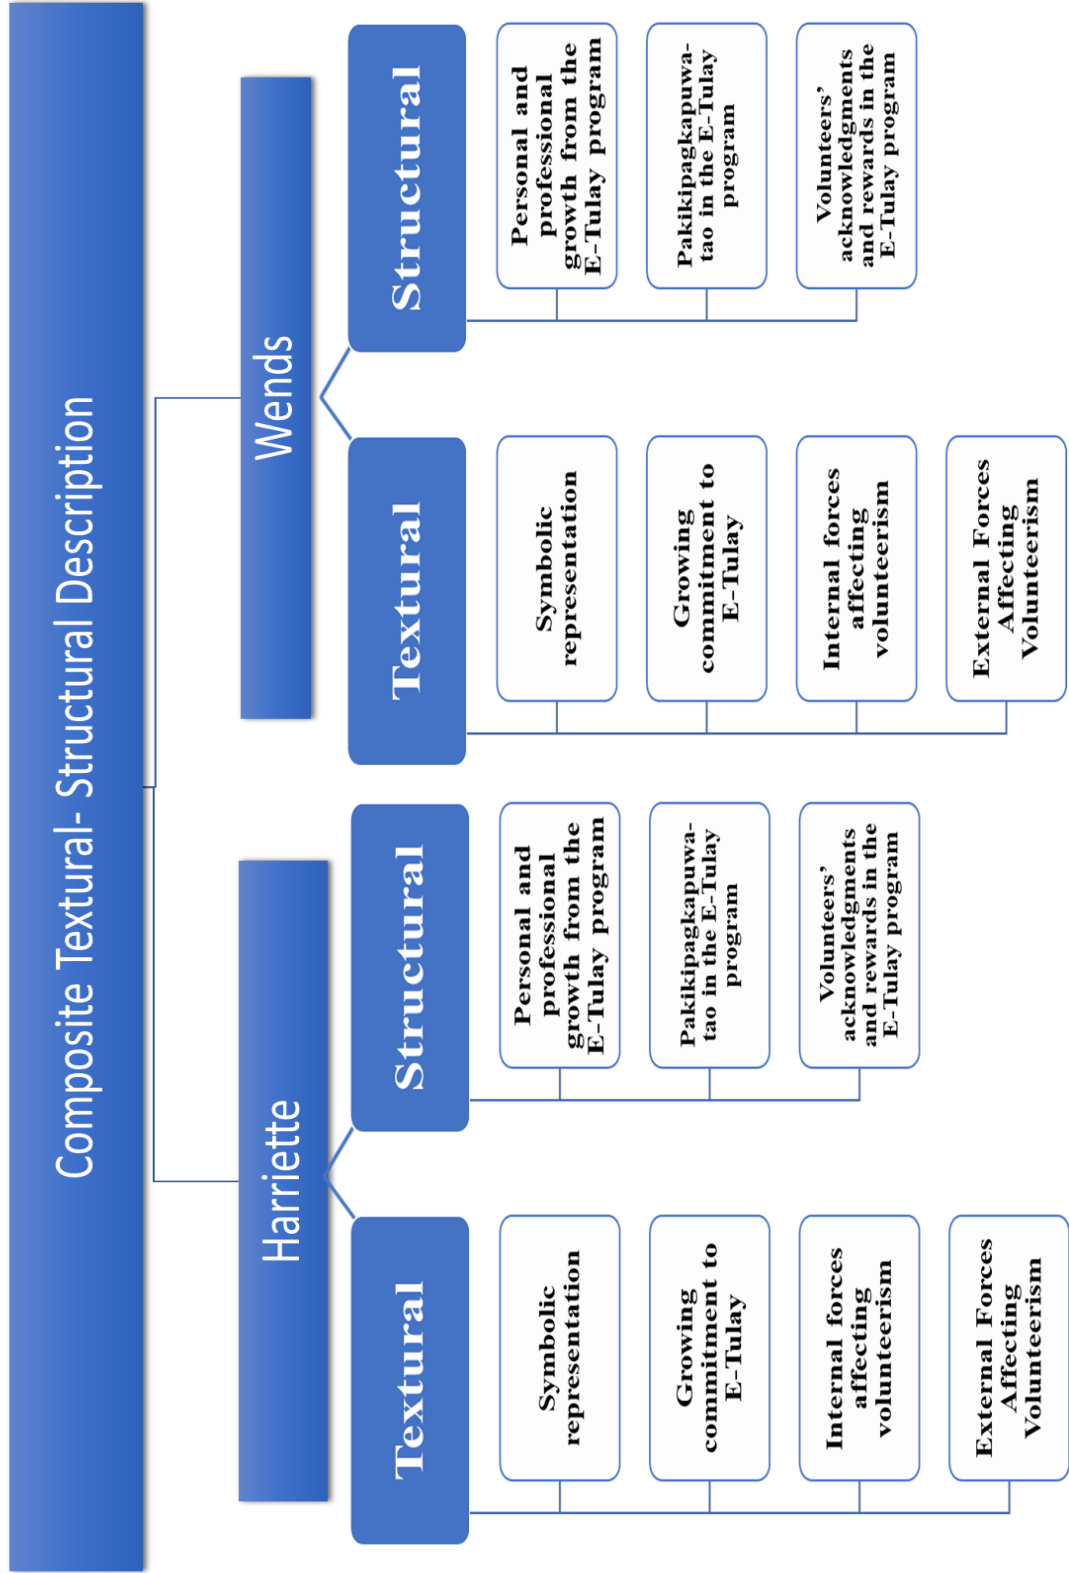 Composite Textural- Structural Description
Harriette
Textural
Symbolic
representation
Growing
commitment to
E-Tulay
Internal forces
affecting
volunteerism
External Forces
Affecting
Volunteerism
Structural
Personal and
professional
growth from the
E-Tulay program
Pakikipagkapuwa-
tao in the E-Tulay
program
Volunteers’
acknowledgments
and rewards in the
E-Tulay program
Wends
Textural
Symbolic
representation
Growing
commitment to
E-Tulay
Internal forces
affecting
volunteerism
External Forces
Affecting
Volunteerism
Structural
Personal and
professional
growth from the
E-Tulay program
Pakikipagkapuwa-
tao in the E-Tulay
program
Volunteers’
acknowledgments
and rewards in the
E-Tulay program